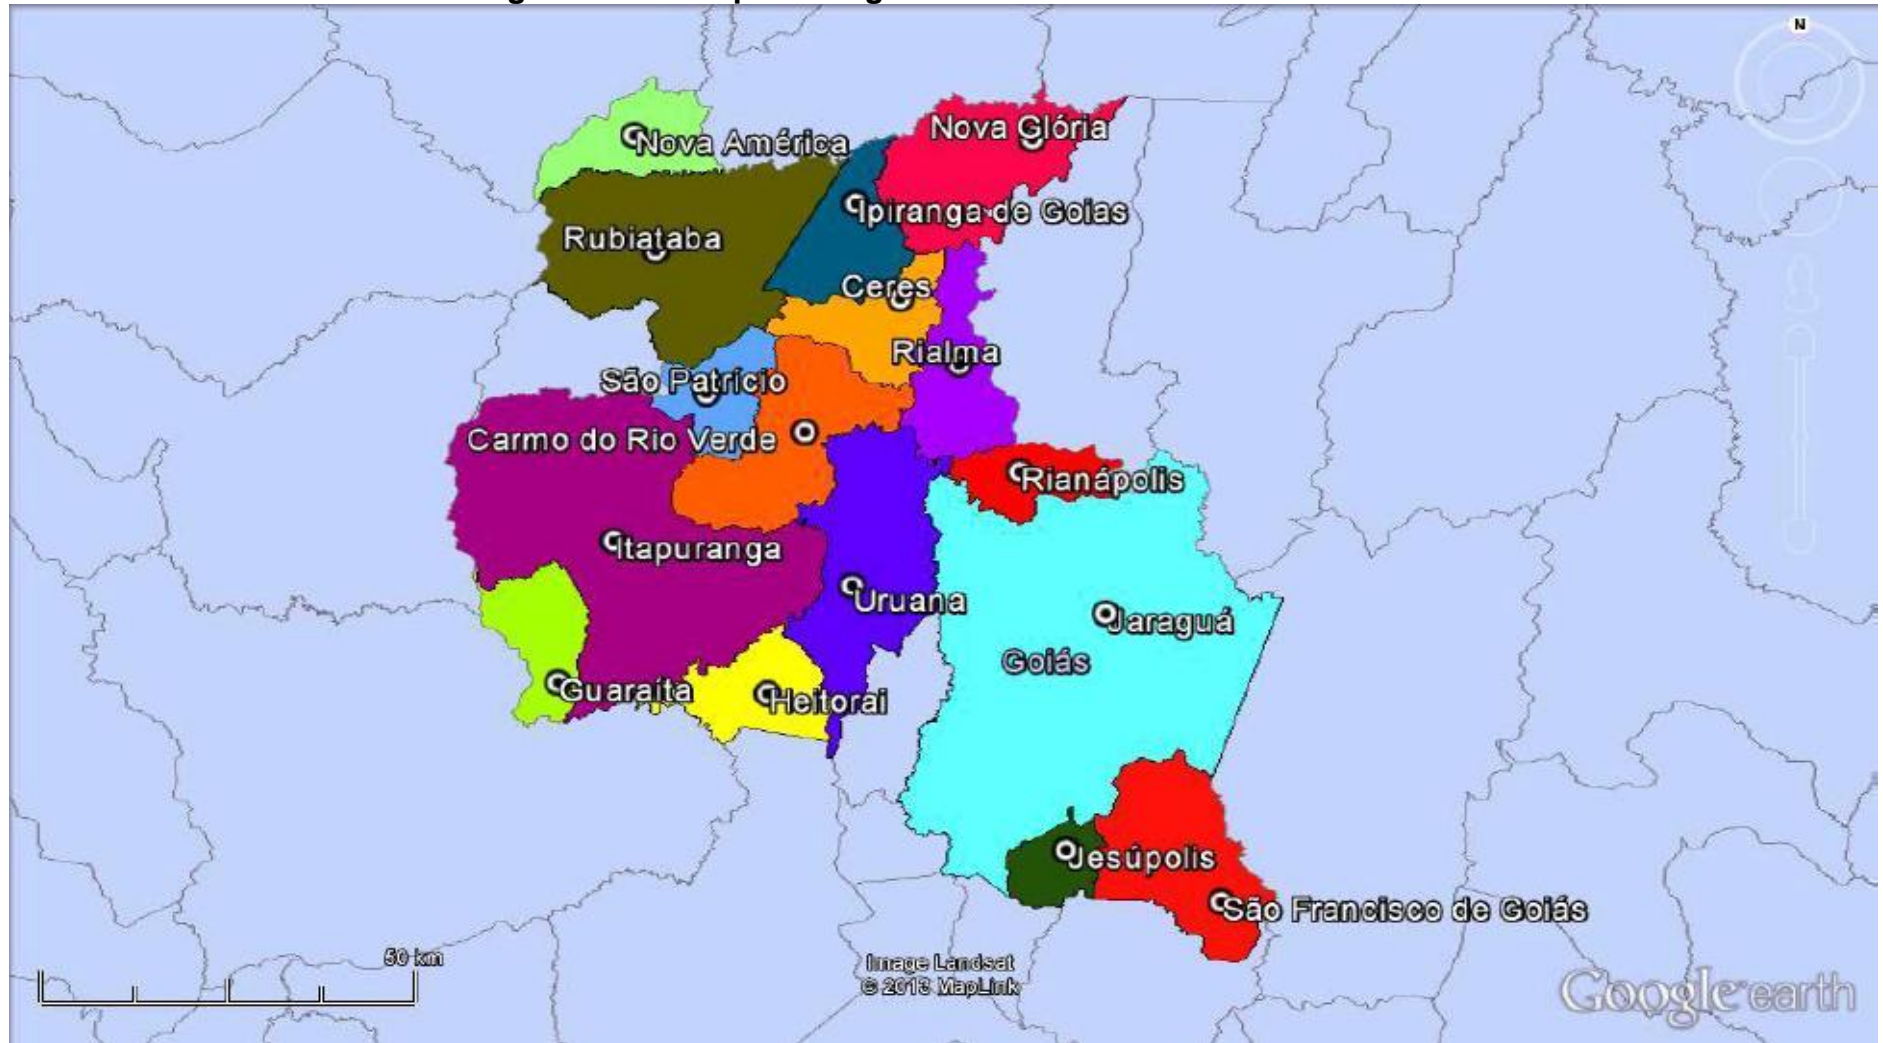 N
Nova Glória
Nova América
Ipiranga de Goias
Rubiataba
Ceres
Rialma
São Patrício
Carmo do Rio Verde
Rianápolis
Itapuranga
Uruana
Jaraguá
Goiás
Guaraíta
Heitorai
Jesúpolis
São Francisco de Goiás
50 km
Image Landsat
© 2013 MapLink
Google earth